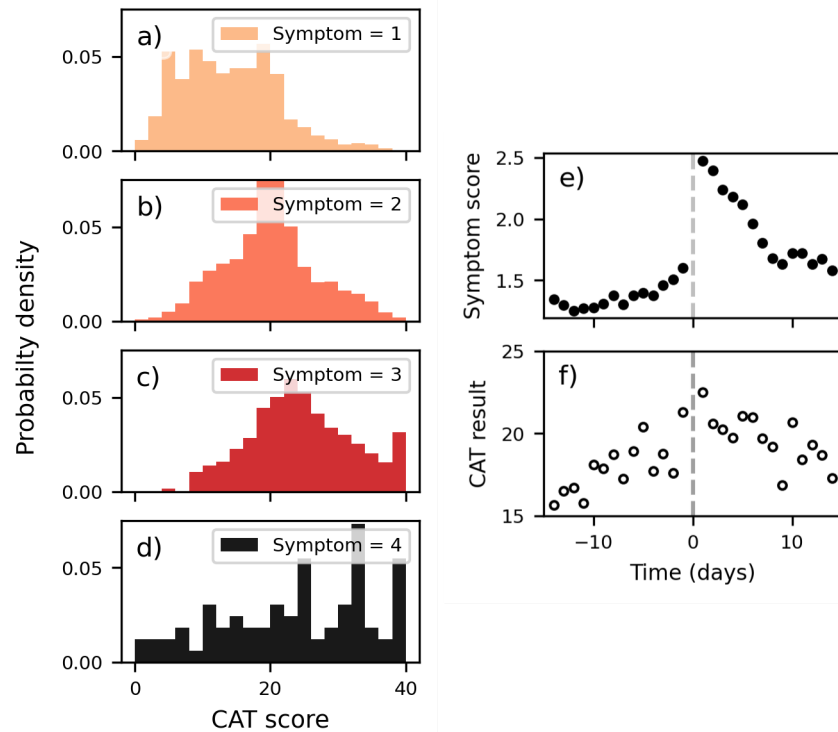 a)
Symptom = 1
0.05
0.00
b)
Symptom = 2
0.05
0.00
c)
Symptom = 3
0.05
0.00
d)
Symptom = 4
0.05
0.00
0 20 40
CAT score
Probabilty density
e)
2.5
2.0
1.5
Symptom score
f)
25
20
15
CAT result
−10 0 10
Time (days)